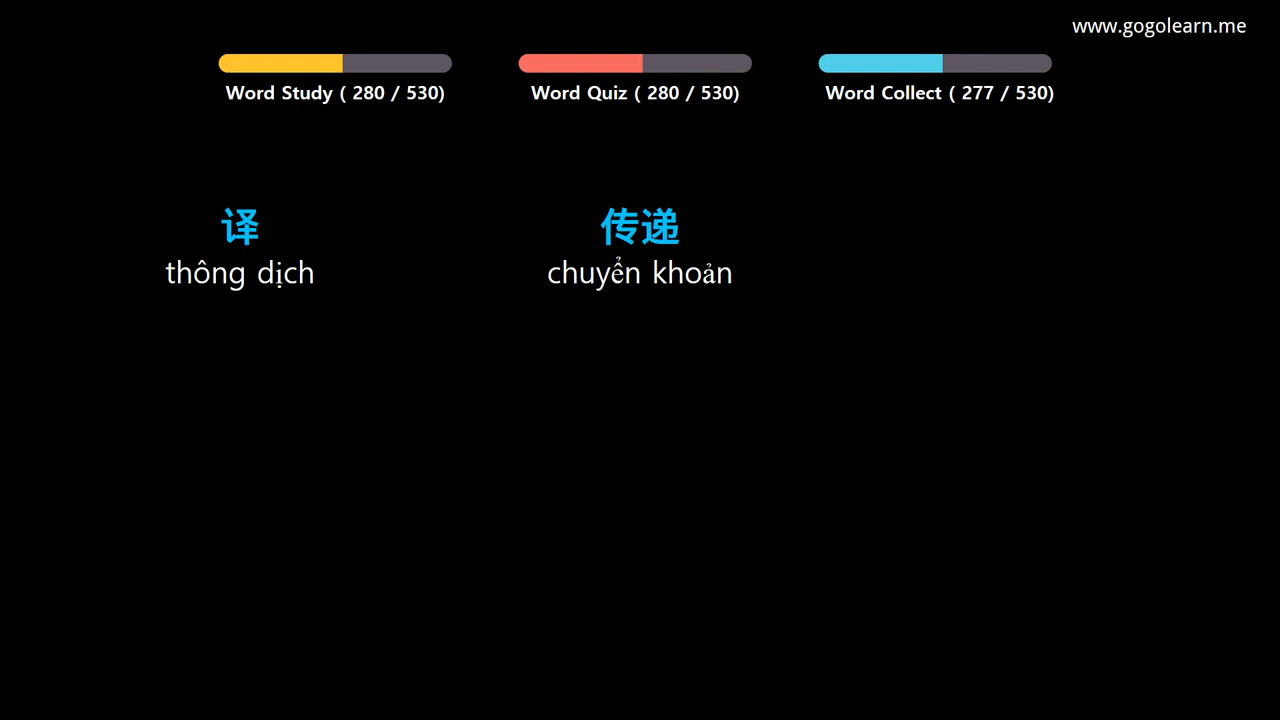 www.gogolearn.me
Word Study ( 280 / 530)
Word Quiz ( 280 / 530)
Word Collect ( 277 / 530)
译
thông dịch
传递
chuyển khoản